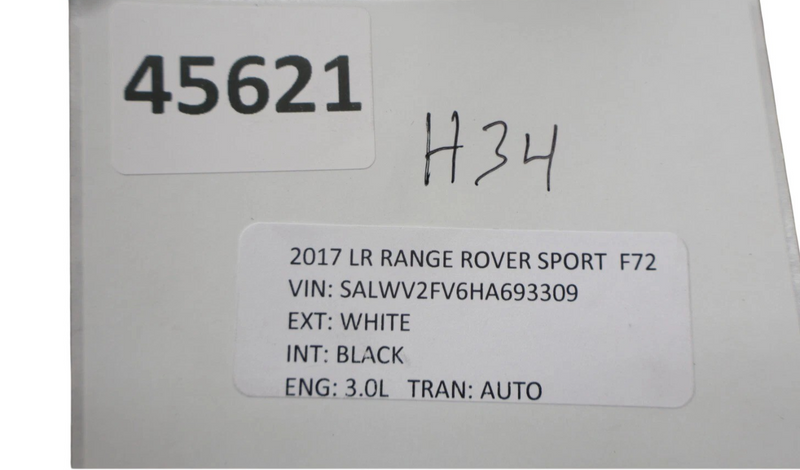 45621
H34
2017 LR RANGE ROVER SPORT F72
VIN: SALWV2FV6HA693309
EXT: WHITE
INT: BLACK
ENG: 3.0L TRAN: AUTO